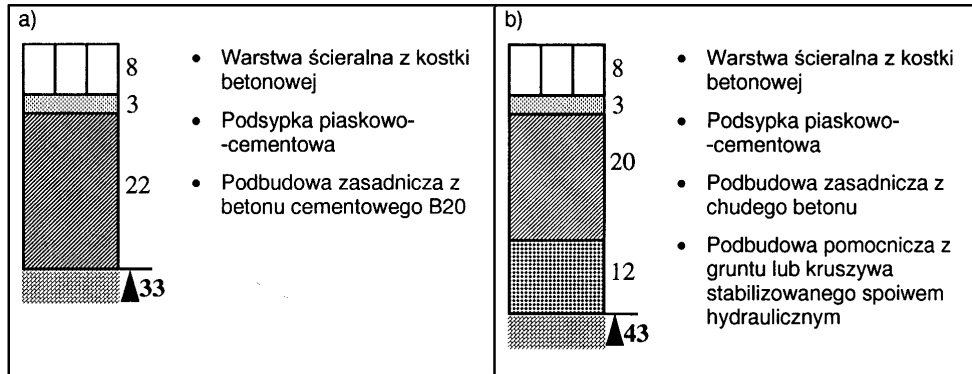 a)
8
3
22
33
• Warstwa ścieralna z kostki
betonowej
• Podsypka piaskowo-
-cementowa
• Podbudowa zasadnicza z
betonu cementowego B20
b)
8
3
20
12
43
• Warstwa ścieralna z kostki
betonowej
• Podsypka piaskowo-
-cementowa
• Podbudowa zasadnicza z
chudego betonu
• Podbudowa pomocnicza z
gruntu lub kruszywa
stabilizowanego spoiwem
hydraulicznym